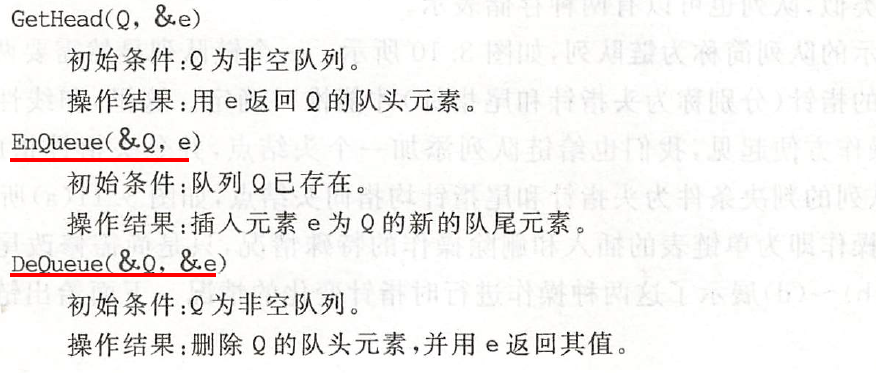 GetHead(Q, &e)
初始条件:Q为非空队列。
操作结果:用e返回Q的队头元素。
EnQueue(&Q, e)
初始条件:队列Q已存在。
操作结果:插入元素e为Q的新的队尾元素。
DeQueue(&Q, &e)
初始条件:Q为非空队列。
操作结果:删除Q的队头元素,并用e返回其值。